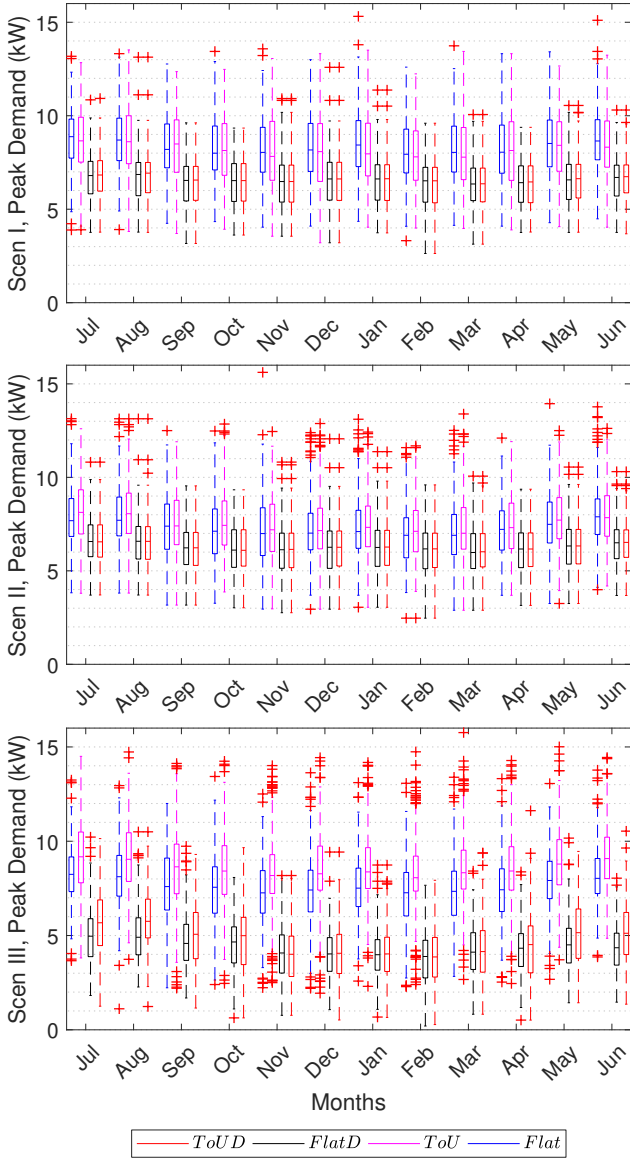 Scen I, Peak Demand (kW)
15
10
5
0
Jul Aug Sep Oct Nov Dec Jan Feb Mar Apr May Jun
Scen II, Peak Demand (kW)
15
10
5
0
Jul Aug Sep Oct Nov Dec Jan Feb Mar Apr May Jun
Scen III, Peak Demand (kW)
15
10
5
0
Jul Aug Sep Oct Nov Dec Jan Feb Mar Apr May Jun
Months
ToUD FlatD ToU Flat